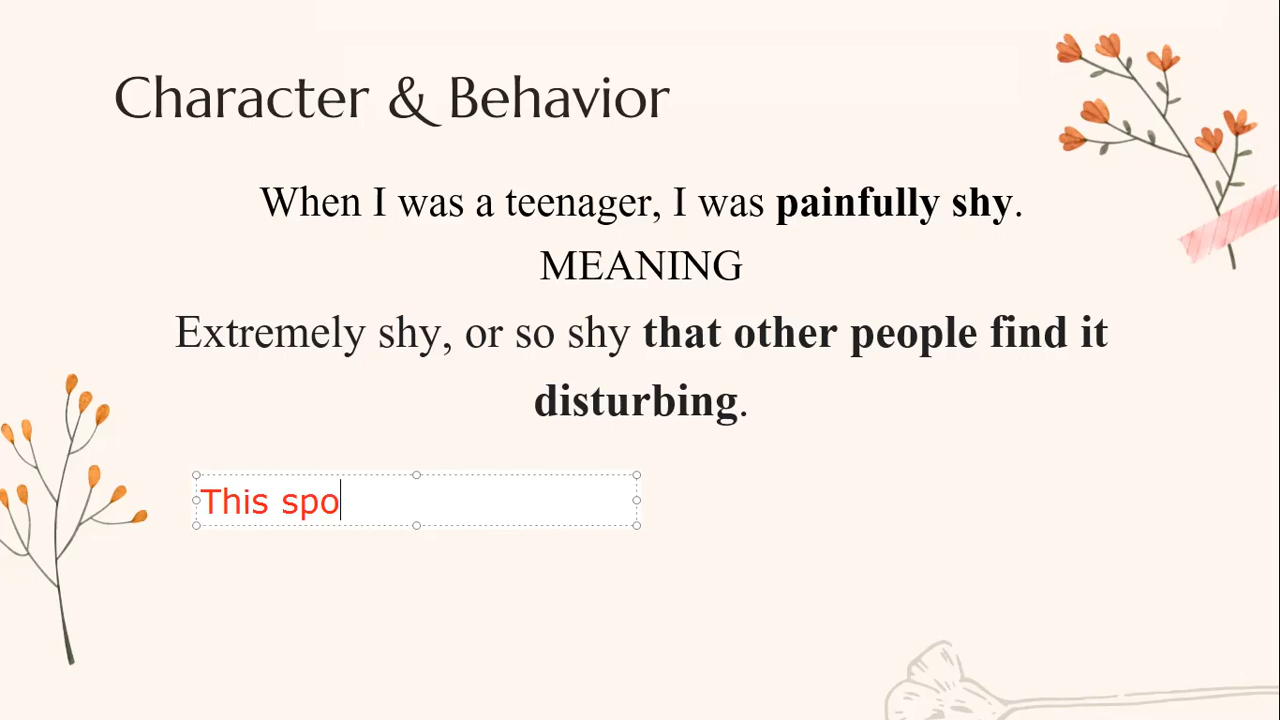 Character & Behavior
When I was a teenager, I was painfully shy.
MEANING
Extremely shy, or so shy that other people find it
disturbing.
This spo